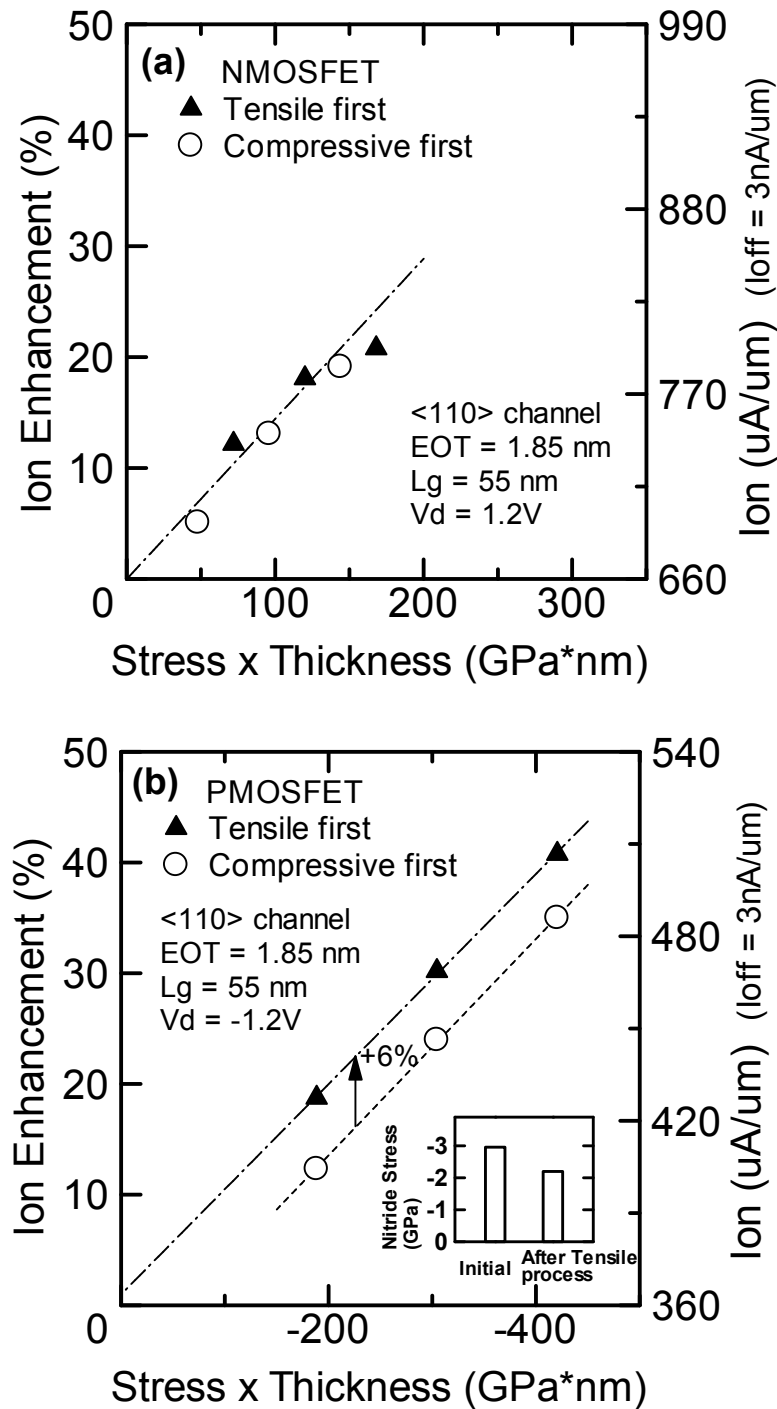 (a) NMOSFET
Tensile first
Compressive first
50
40
30
20
10
0
100
200
300
Ion Enhancement (%)
Stress x Thickness (GPa*nm)
990
880
770
660
Ion (uA/um) (Ioff = 3nA/um)
<110> channel
EOT = 1.85 nm
Lg = 55 nm
Vd = 1.2V
(b) PMOSFET
Tensile first
Compressive first
<110> channel
EOT = 1.85 nm
Lg = 55 nm
Vd = -1.2V
50
40
30
20
10
0
-200
-400
Ion Enhancement (%)
Stress x Thickness (GPa*nm)
540
480
420
360
Ion (uA/um) (Ioff = 3nA/um)
+6%
Nitride Stress
(GPa)
-3
-2
-1
0
Initial
After Tensile
process